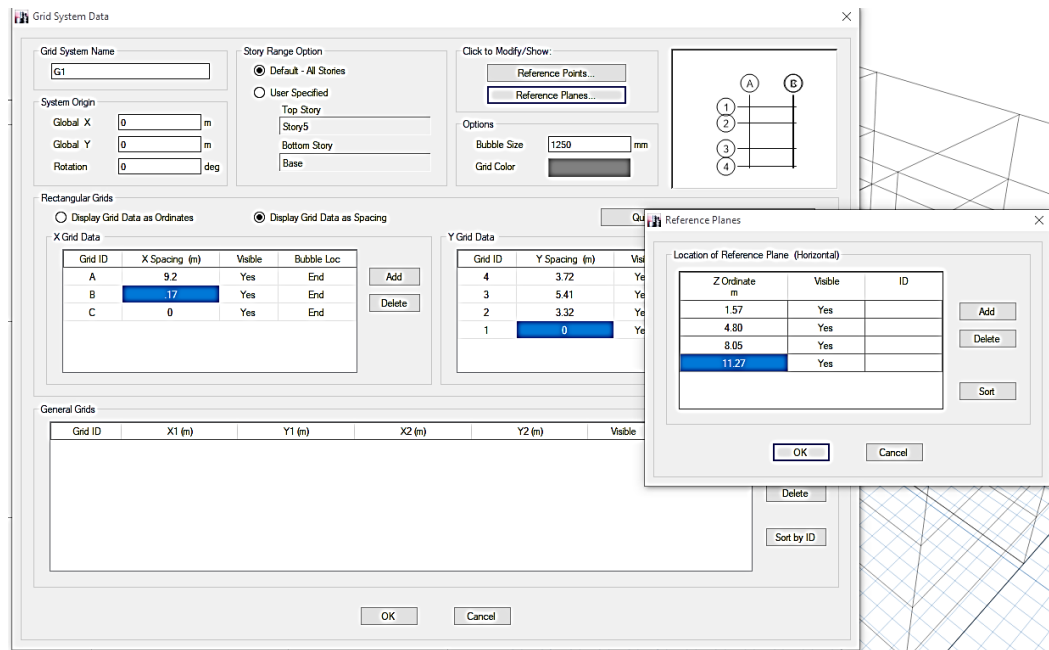 Grid System Data
Grid System Name
G1
System Origin
Global X 0 m
Global Y 0 m
Rotation 0 deg
Story Range Option
Default - All Stories
User Specified
Top Story
Story5
Bottom Story
Base
Click to Modify/Show:
Reference Points...
Reference Planes...
Options
Bubble Size 1250 mm
Grid Color
A B
1
2
3
4
Rectangular Grids
Display Grid Data as Ordinates Display Grid Data as Spacing Qu
X Grid Data
Grid ID X Spacing (m) Visible Bubble Loc
A 9.2 Yes End
B .17 Yes End
C 0 Yes End
Add
Delete
Y Grid Data
Grid ID Y Spacing (m) Visi
4 3.72 Ye
3 5.41 Ye
2 3.32 Ye
1 0 Ye
Reference Planes
Location of Reference Plane (Horizontal)
Z Ordinate m Visible ID
1.57 Yes
4.80 Yes
8.05 Yes
11.27 Yes
Add
Delete
Sort
OK Cancel
General Grids
Grid ID X1 (m) Y1 (m) X2 (m) Y2 (m) Visible
Delete
Sort by ID
OK Cancel